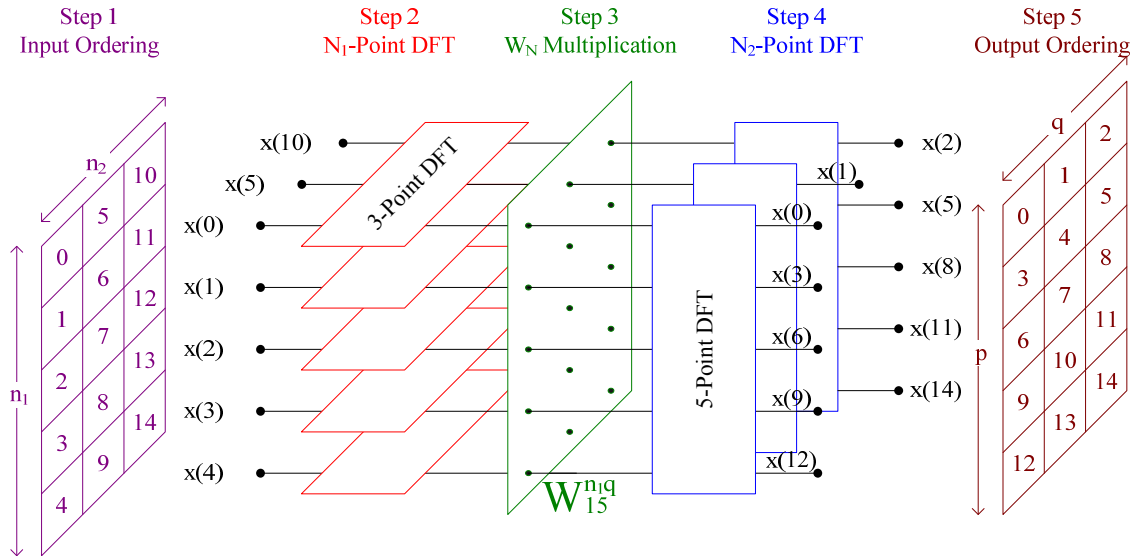 Step 1
Input Ordering
Step 2
N₁-Point DFT
Step 3
W_N Multiplication
Step 4
N₂-Point DFT
Step 5
Output Ordering
n₂
n₁
0 5 10
1 6 11
2 7 12
3 8 13
4 9 14
x(10)
x(5)
x(0)
x(1)
x(2)
x(3)
x(4)
3-Point DFT
W₁₅^{n₁q}
5-Point DFT
x(2)
x(1)
x(0)
x(5)
x(3)
x(8)
x(6)
x(11)
x(9)
x(14)
x(12)
q
p
0 1 2
3 4 5
6 7 8
9 10 11
12 13 14